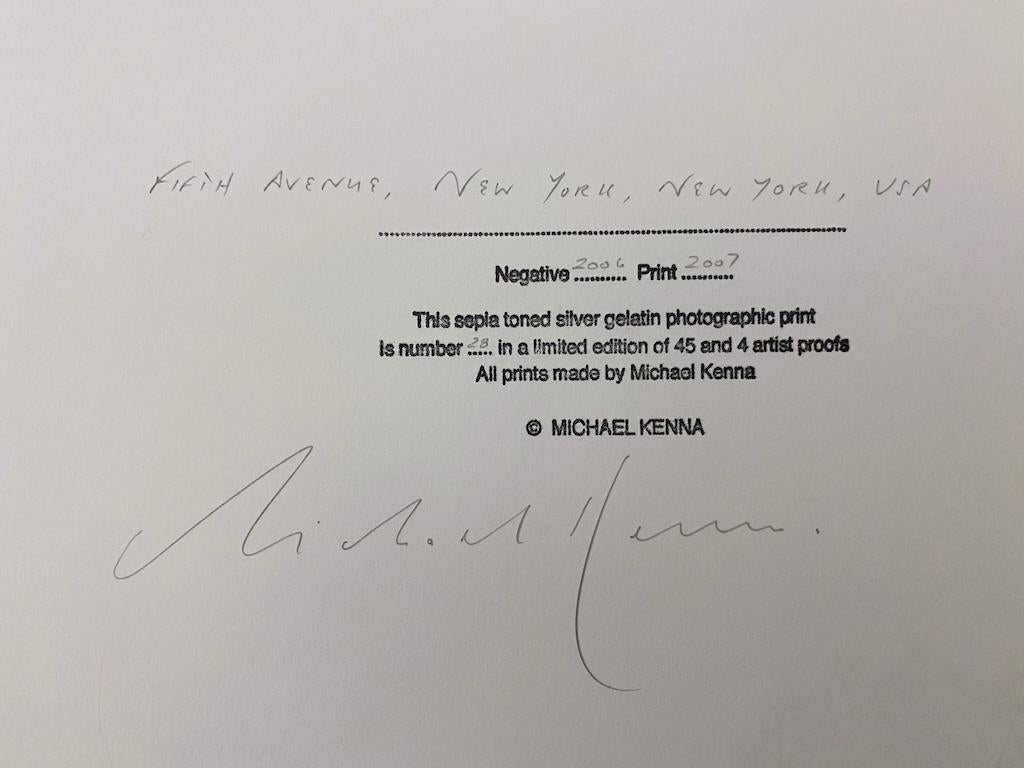 FIFTH AVENUE, NEW YORK, NEW YORK, USA
Negative 2006 Print 2007
This sepia toned silver gelatin photographic print
is number 28 in a limited edition of 45 and 4 artist proofs
All prints made by Michael Kenna
© MICHAEL KENNA
Michael Kenna.